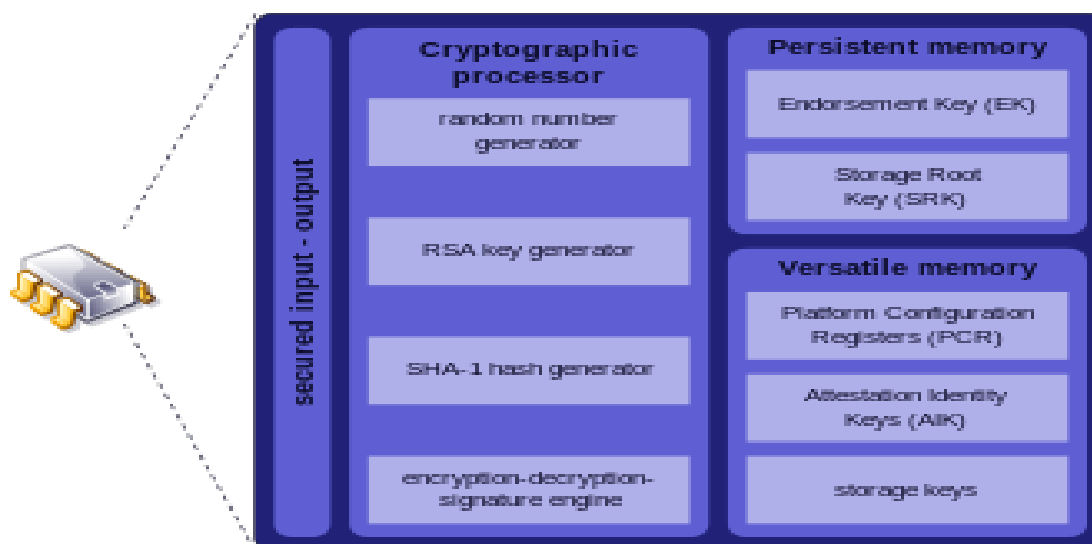 secured input - output
Cryptographic
processor
random number
generator
RSA key generator
SHA-1 hash generator
encryption-decryption-
signature engine
Persistent memory
Endorsement Key (EK)
Storage Root
Key (SRK)
Versatile memory
Platform Configuration
Registers (PCR)
Attestation Identity
Keys (AIK)
storage keys